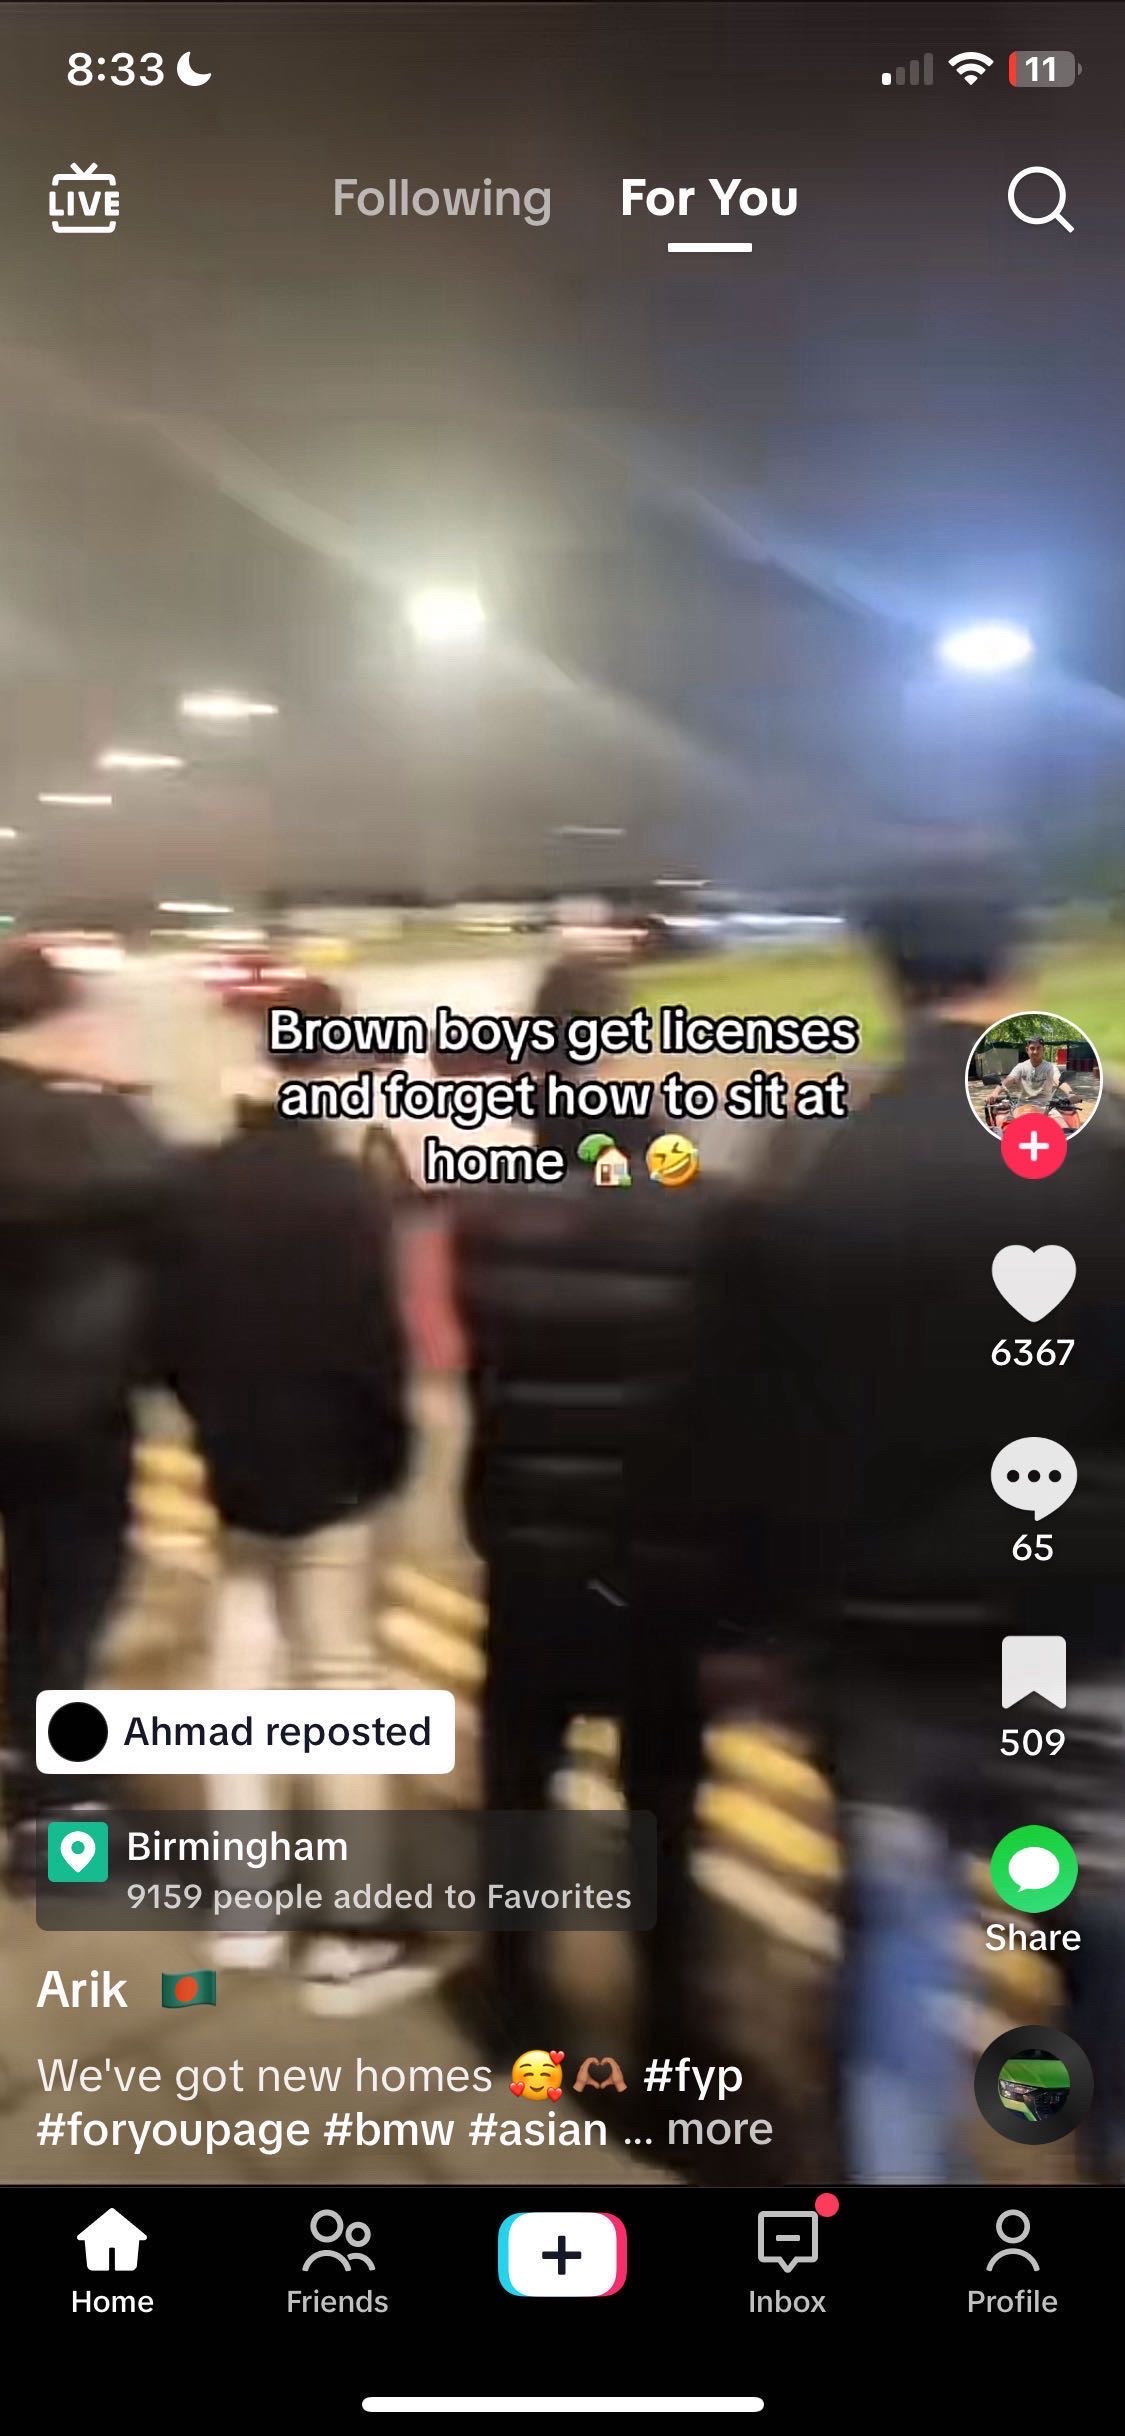 8:33
11
LIVE
Following
For You
Brown boys get licenses
and forget how to sit at
home 🏡 🤣
6367
65
509
Share
Ahmad reposted
Birmingham
9159 people added to Favorites
Arik 🇧🇩
We've got new homes 🥰🫶🏽 #fyp
#foryoupage #bmw #asian ... more
Home
Friends
Inbox
Profile